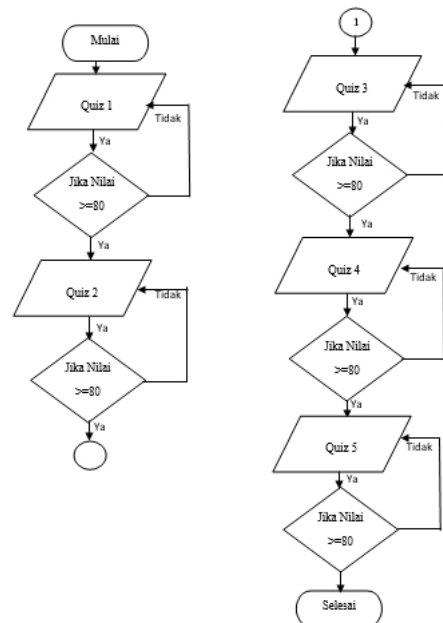 Mulai
Quiz 1
Tidak
Ya
Jika Nilai
>=80
Ya
Quiz 2
Tidak
Ya
Jika Nilai
>=80
Ya
1
Quiz 3
Tidak
Ya
Jika Nilai
>=80
Ya
Quiz 4
Tidak
Ya
Jika Nilai
>=80
Ya
Quiz 5
Tidak
Ya
Jika Nilai
>=80
Selesai